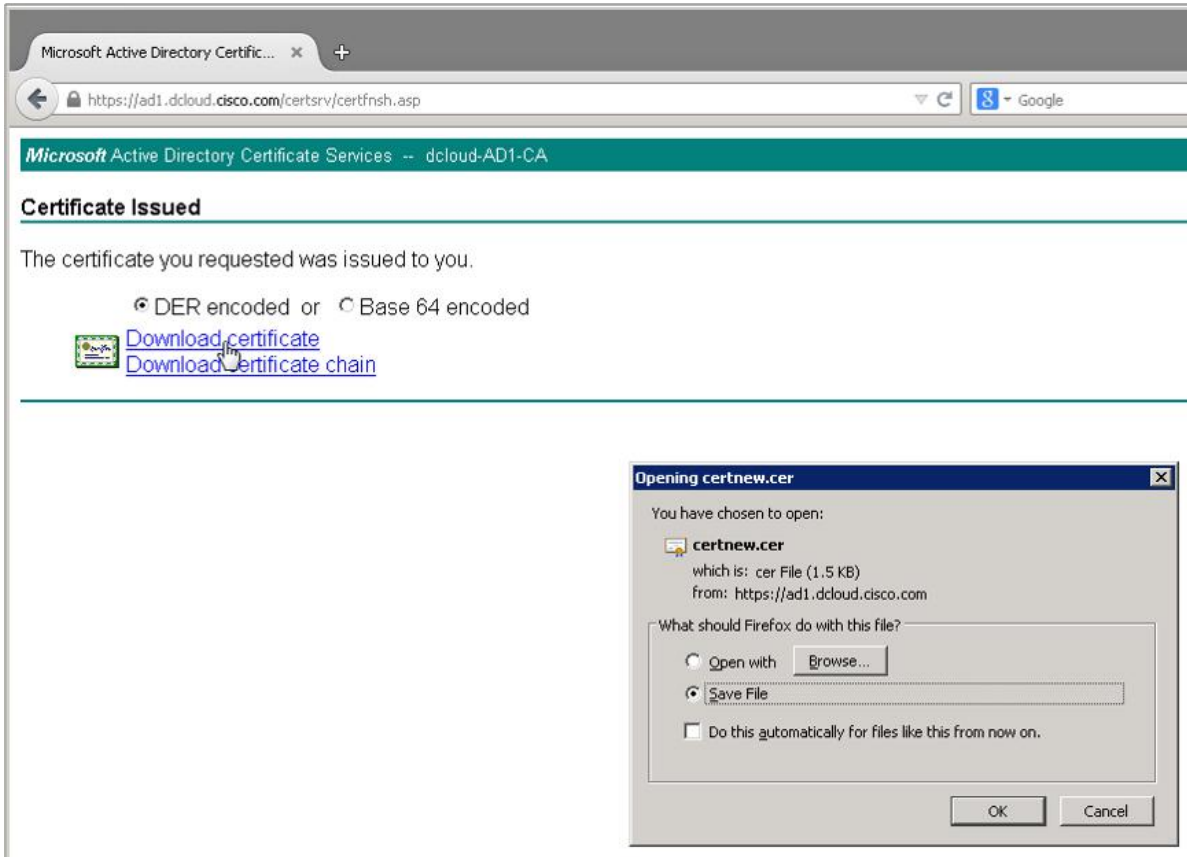 Microsoft Active Directory Certific... × +
https://ad1.dcloud.cisco.com/certsrv/certfnsh.asp
8 Google
Microsoft Active Directory Certificate Services -- dcloud-AD1-CA
Certificate Issued
The certificate you requested was issued to you.
DER encoded or Base 64 encoded
Download certificate
Download certificate chain
Opening certnew.cer
You have chosen to open:
certnew.cer
which is: cer File (1.5 KB)
from: https://ad1.dcloud.cisco.com
What should Firefox do with this file?
Open with Browse...
Save File
Do this automatically for files like this from now on.
OK Cancel